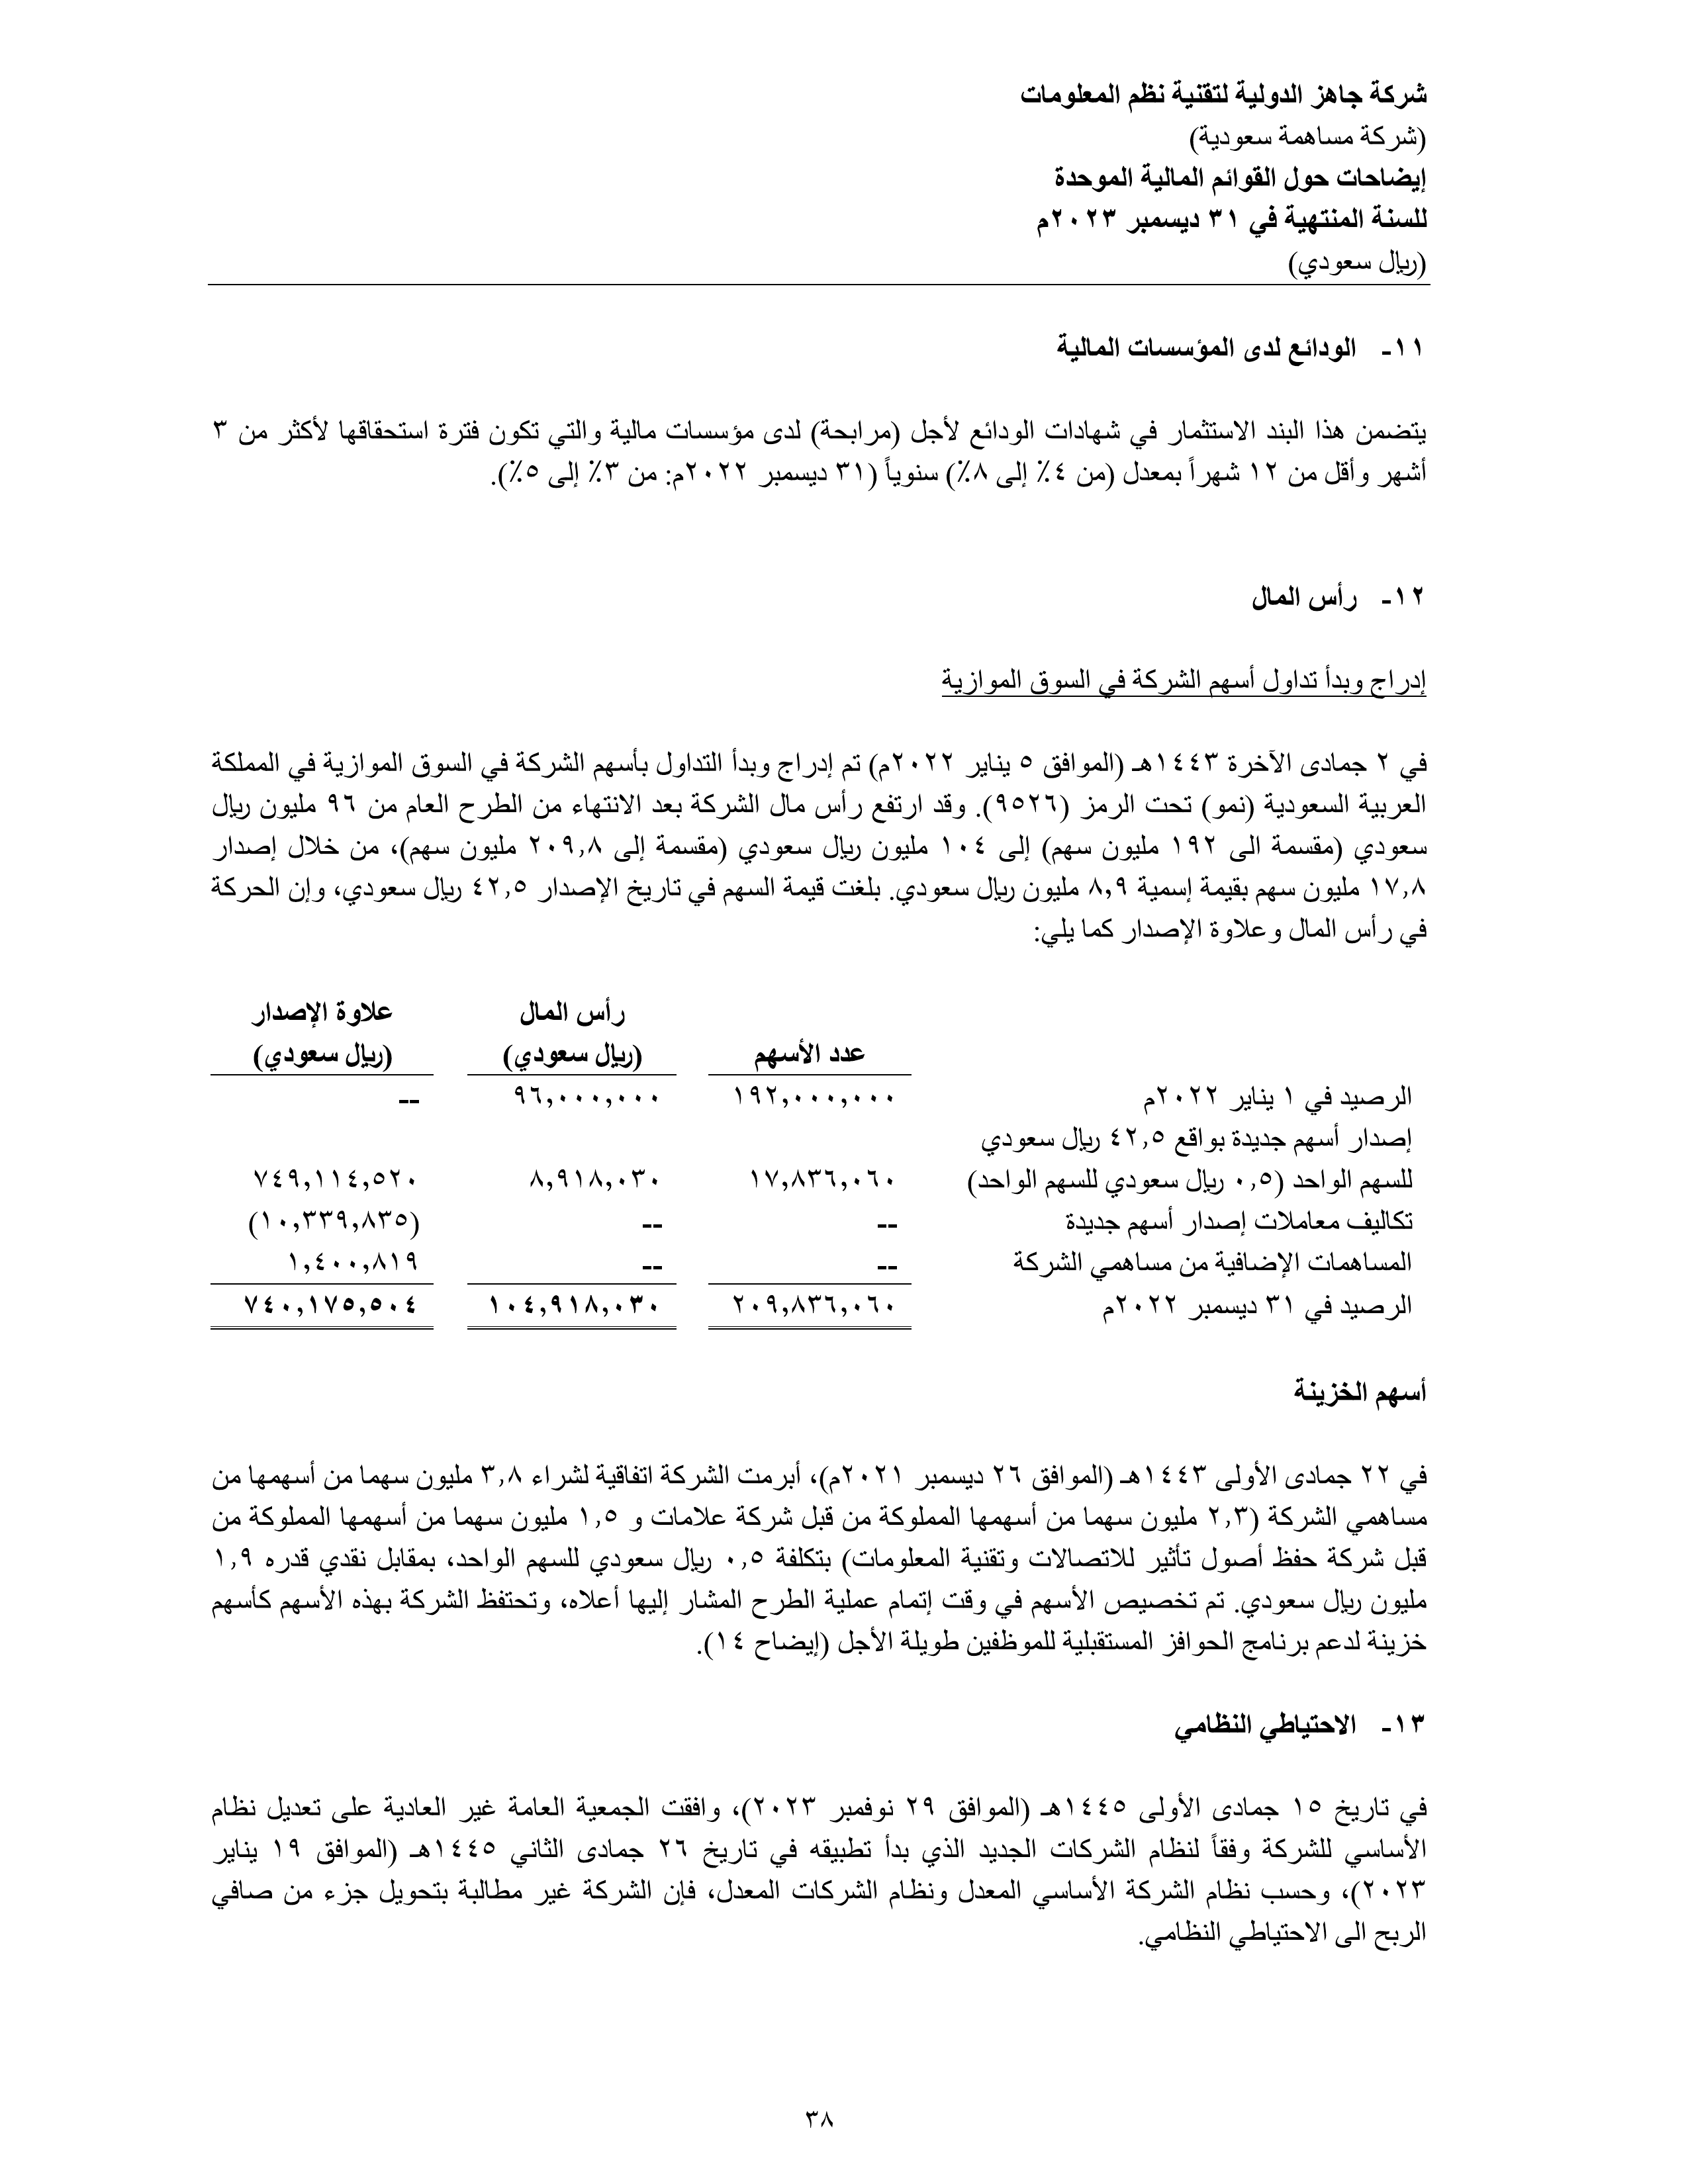 شركة جاهز الدولية لتقنية نظم المعلومات
(شركة مساهمة سعودية)
إيضاحات حول القوائم المالية الموحدة
للسنة المنتهية في ٣١ ديسمبر ٢٠٢٣م
(ريال سعودي)
١١- الودائع لدى المؤسسات المالية
يتضمن هذا البند الاستثمار في شهادات الودائع لأجل (مرابحة) لدى مؤسسات مالية والتي تكون فترة استحقاقها لأكثر من ٣
أشهر وأقل من ١٢ شهراً بمعدل (من ٤٪ إلى ٨٪) سنوياً (٣١ ديسمبر ٢٠٢٢م: من ٣٪ إلى ٥٪).
١٢- رأس المال
إدراج وبدأ تداول أسهم الشركة في السوق الموازية
في ٢ جمادى الآخرة ١٤٤٣هـ (الموافق ٥ يناير ٢٠٢٢م) تم إدراج وبدأ التداول بأسهم الشركة في السوق الموازية في المملكة
العربية السعودية (نمو) تحت الرمز (٩٥٢٦). وقد ارتفع رأس مال الشركة بعد الانتهاء من الطرح العام من ٩٦ مليون ريال
سعودي (مقسمة الى ١٩٢ مليون سهم) إلى ١٠٤ مليون ريال سعودي (مقسمة إلى ٢٠٩,٨ مليون سهم)، من خلال إصدار
١٧,٨ مليون سهم بقيمة إسمية ٨,٩ مليون ريال سعودي. بلغت قيمة السهم في تاريخ الإصدار ٤٢,٥ ريال سعودي، وإن الحركة
في رأس المال وعلاوة الإصدار كما يلي:
رأس المال علاوة الإصدار
عدد الأسهم (ريال سعودي) (ريال سعودي)
الرصيد في ١ يناير ٢٠٢٢م ١٩٢,٠٠٠,٠٠٠ ٩٦,٠٠٠,٠٠٠ --
إصدار أسهم جديدة بواقع ٤٢,٥ ريال سعودي
للسهم الواحد (٠,٥ ريال سعودي للسهم الواحد) ١٧,٨٣٦,٠٦٠ ٨,٩١٨,٠٣٠ ٧٤٩,١١٤,٥٢٠
تكاليف معاملات إصدار أسهم جديدة -- -- (١٠,٣٣٩,٨٣٥)
المساهمات الإضافية من مساهمي الشركة -- -- ١,٤٠٠,٨١٩
الرصيد في ٣١ ديسمبر ٢٠٢٢م ٢٠٩,٨٣٦,٠٦٠ ١٠٤,٩١٨,٠٣٠ ٧٤٠,١٧٥,٥٠٤
أسهم الخزينة
في ٢٢ جمادى الأولى ١٤٤٣هـ (الموافق ٢٦ ديسمبر ٢٠٢١م)، أبرمت الشركة اتفاقية لشراء ٣,٨ مليون سهما من أسهمها من
مساهمي الشركة (٢,٣ مليون سهما من أسهمها المملوكة من قبل شركة علامات و ١,٥ مليون سهما من أسهمها المملوكة من
قبل شركة حفظ أصول تأثير للاتصالات وتقنية المعلومات) بتكلفة ٠,٥ ريال سعودي للسهم الواحد، بمقابل نقدي قدره ١,٩
مليون ريال سعودي. تم تخصيص الأسهم في وقت إتمام عملية الطرح المشار إليها أعلاه، وتحتفظ الشركة بهذه الأسهم كأسهم
خزينة لدعم برنامج الحوافز المستقبلية للموظفين طويلة الأجل (إيضاح ١٤).
١٣- الاحتياطي النظامي
في تاريخ ١٥ جمادى الأولى ١٤٤٥هـ (الموافق ٢٩ نوفمبر ٢٠٢٣)، وافقت الجمعية العامة غير العادية على تعديل نظام
الأساسي للشركة وفقاً لنظام الشركات الجديد الذي بدأ تطبيقه في تاريخ ٢٦ جمادى الثاني ١٤٤٥هـ (الموافق ١٩ يناير
٢٠٢٣)، وحسب نظام الشركة الأساسي المعدل ونظام الشركات المعدل، فإن الشركة غير مطالبة بتحويل جزء من صافي
الربح الى الاحتياطي النظامي.
٣٨